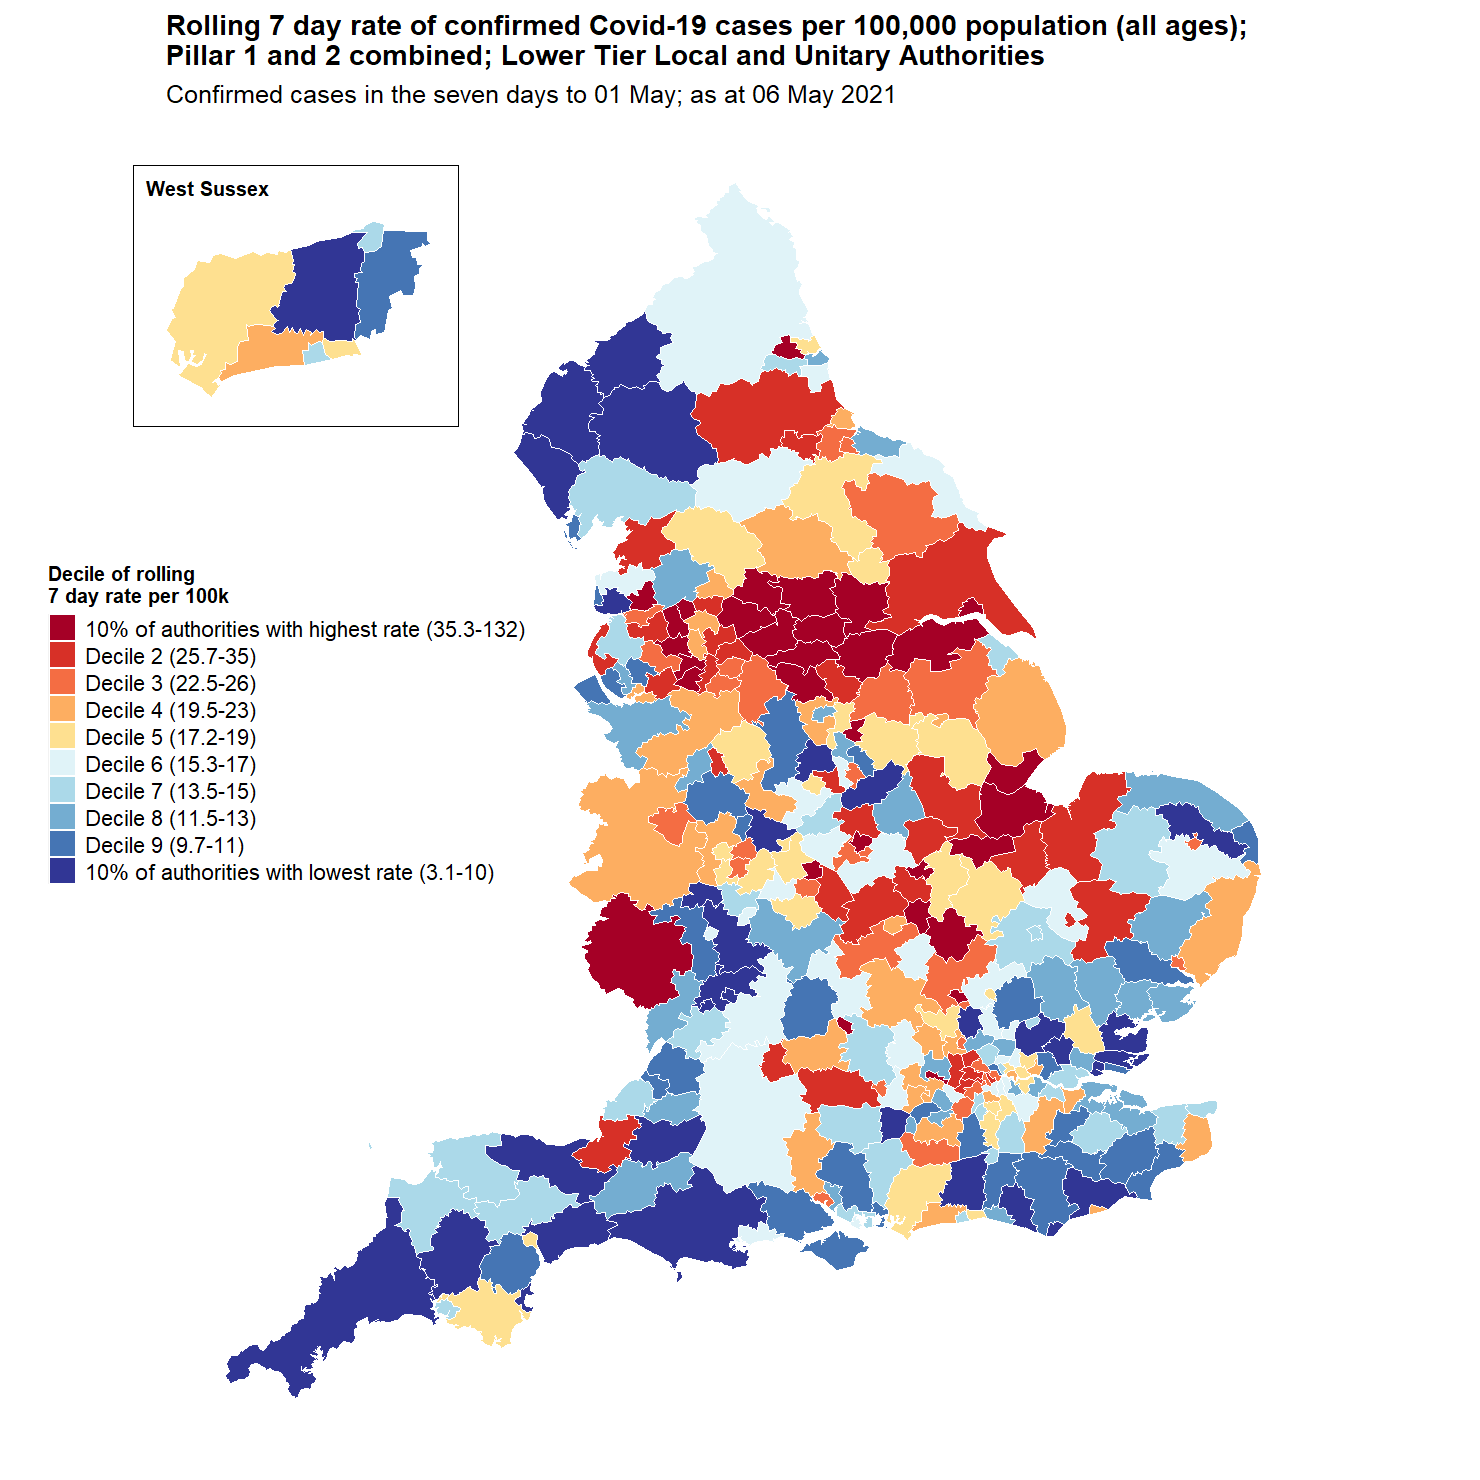 Rolling 7 day rate of confirmed Covid-19 cases per 100,000 population (all ages);
Pillar 1 and 2 combined; Lower Tier Local and Unitary Authorities
Confirmed cases in the seven days to 01 May; as at 06 May 2021
West Sussex
Decile of rolling
7 day rate per 100k
10% of authorities with highest rate (35.3-132)
Decile 2 (25.7-35)
Decile 3 (22.5-26)
Decile 4 (19.5-23)
Decile 5 (17.2-19)
Decile 6 (15.3-17)
Decile 7 (13.5-15)
Decile 8 (11.5-13)
Decile 9 (9.7-11)
10% of authorities with lowest rate (3.1-10)